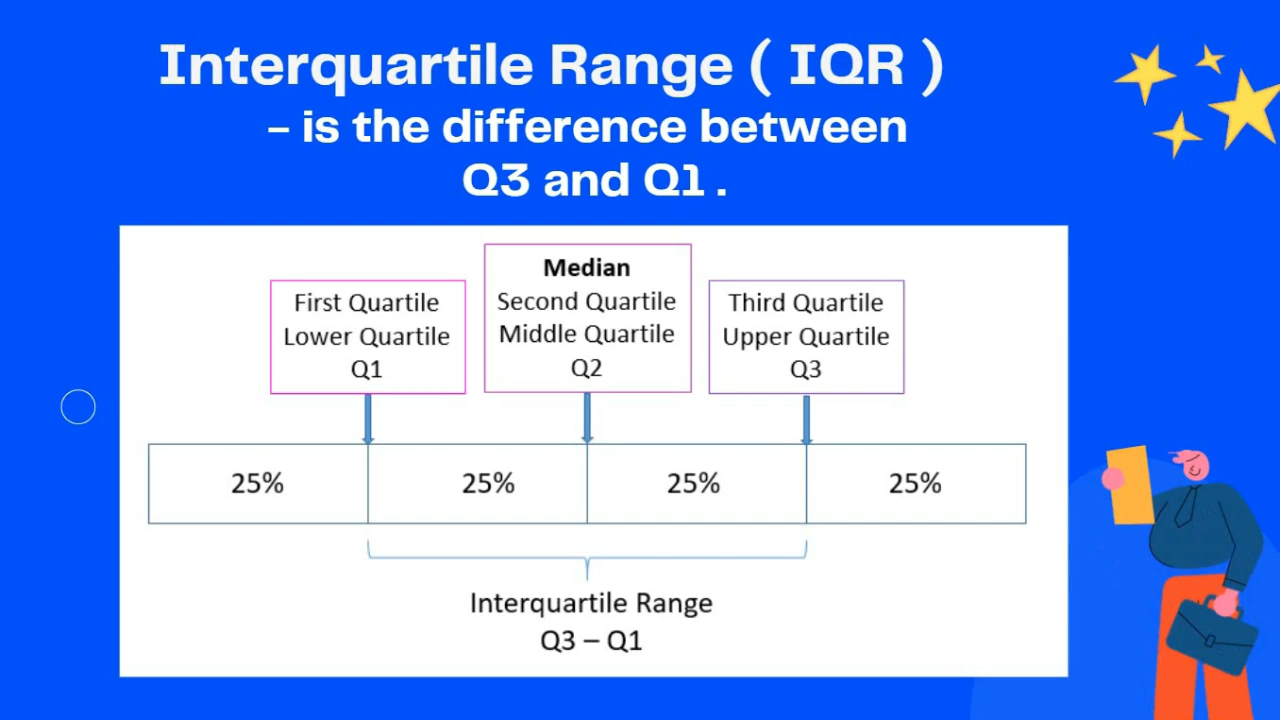 Interquartile Range ( IQR )
– is the difference between
Q3 and Q1 .
Median
Second Quartile
Middle Quartile
Q2
First Quartile
Lower Quartile
Q1
Third Quartile
Upper Quartile
Q3
25% 25% 25% 25%
Interquartile Range
Q3 – Q1